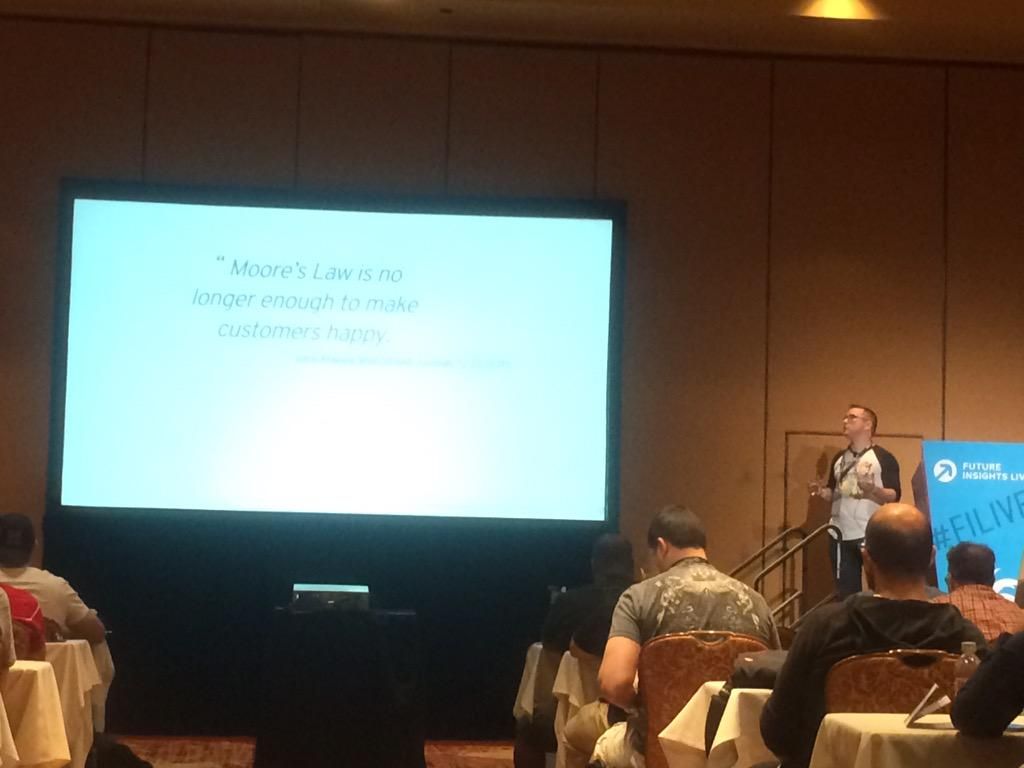 “ Moore's Law is no
longer enough to make
customers happy.
FUTURE
INSIGHTS LIV
#FILIVE